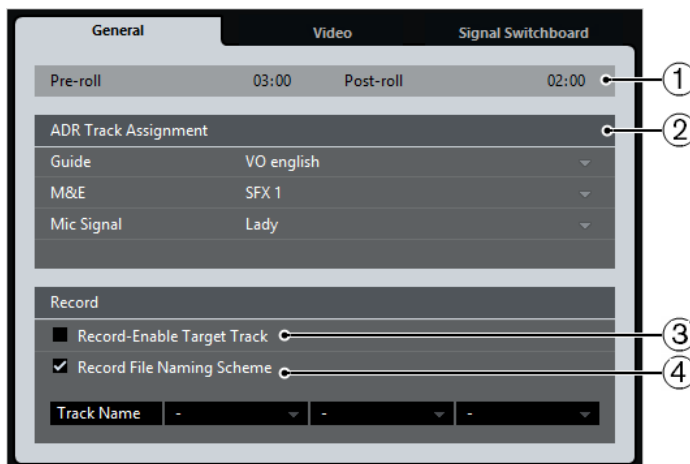 General Video Signal Switchboard
Pre-roll 03:00 Post-roll 02:00 1
ADR Track Assignment 2
Guide VO english
M&E SFX 1
Mic Signal Lady
Record
Record-Enable Target Track 3
Record File Naming Scheme 4
Track Name - - -